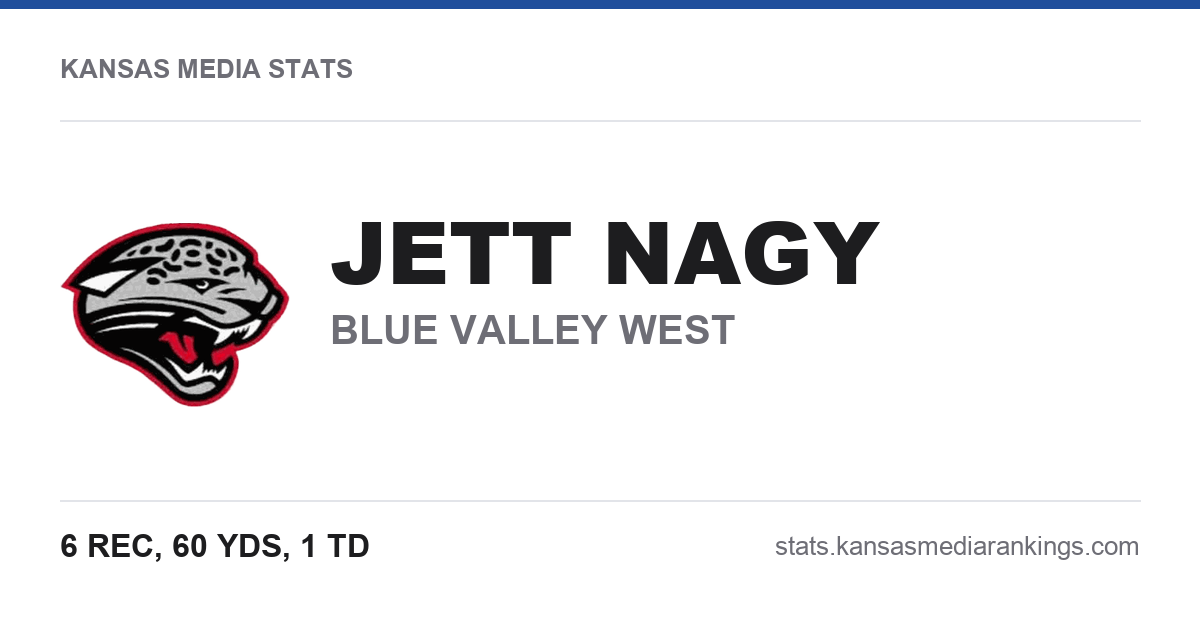 KANSAS MEDIA STATS
JETT NAGY
BLUE VALLEY WEST
6 REC, 60 YDS, 1 TD
stats.kansasmediarankings.com